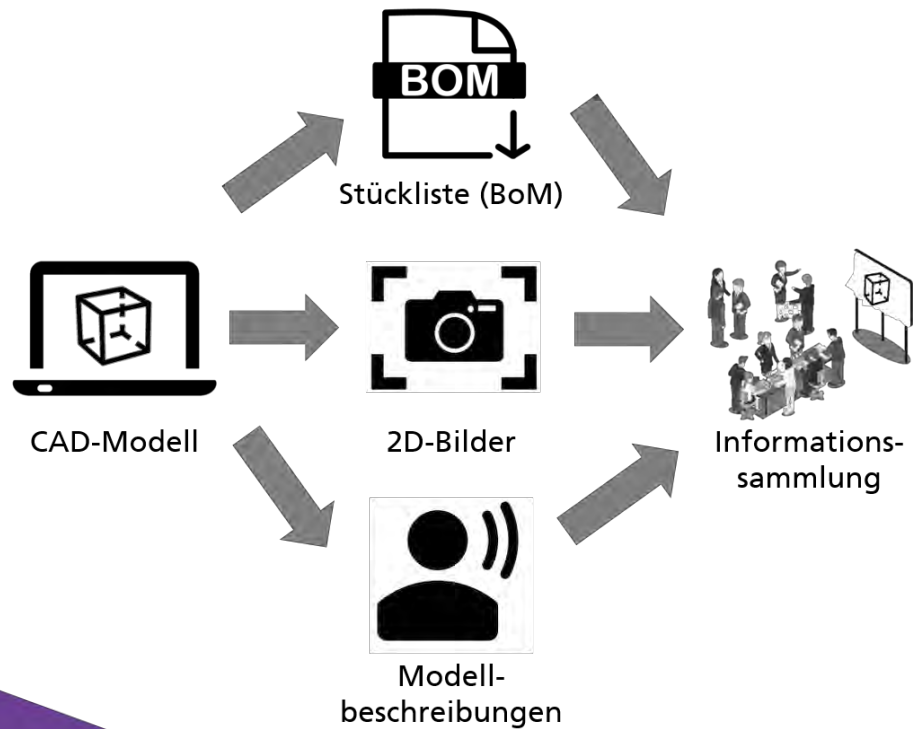 BOM
Stückliste (BoM)
CAD-Modell
2D-Bilder
Informations-
sammlung
Modell-
beschreibungen